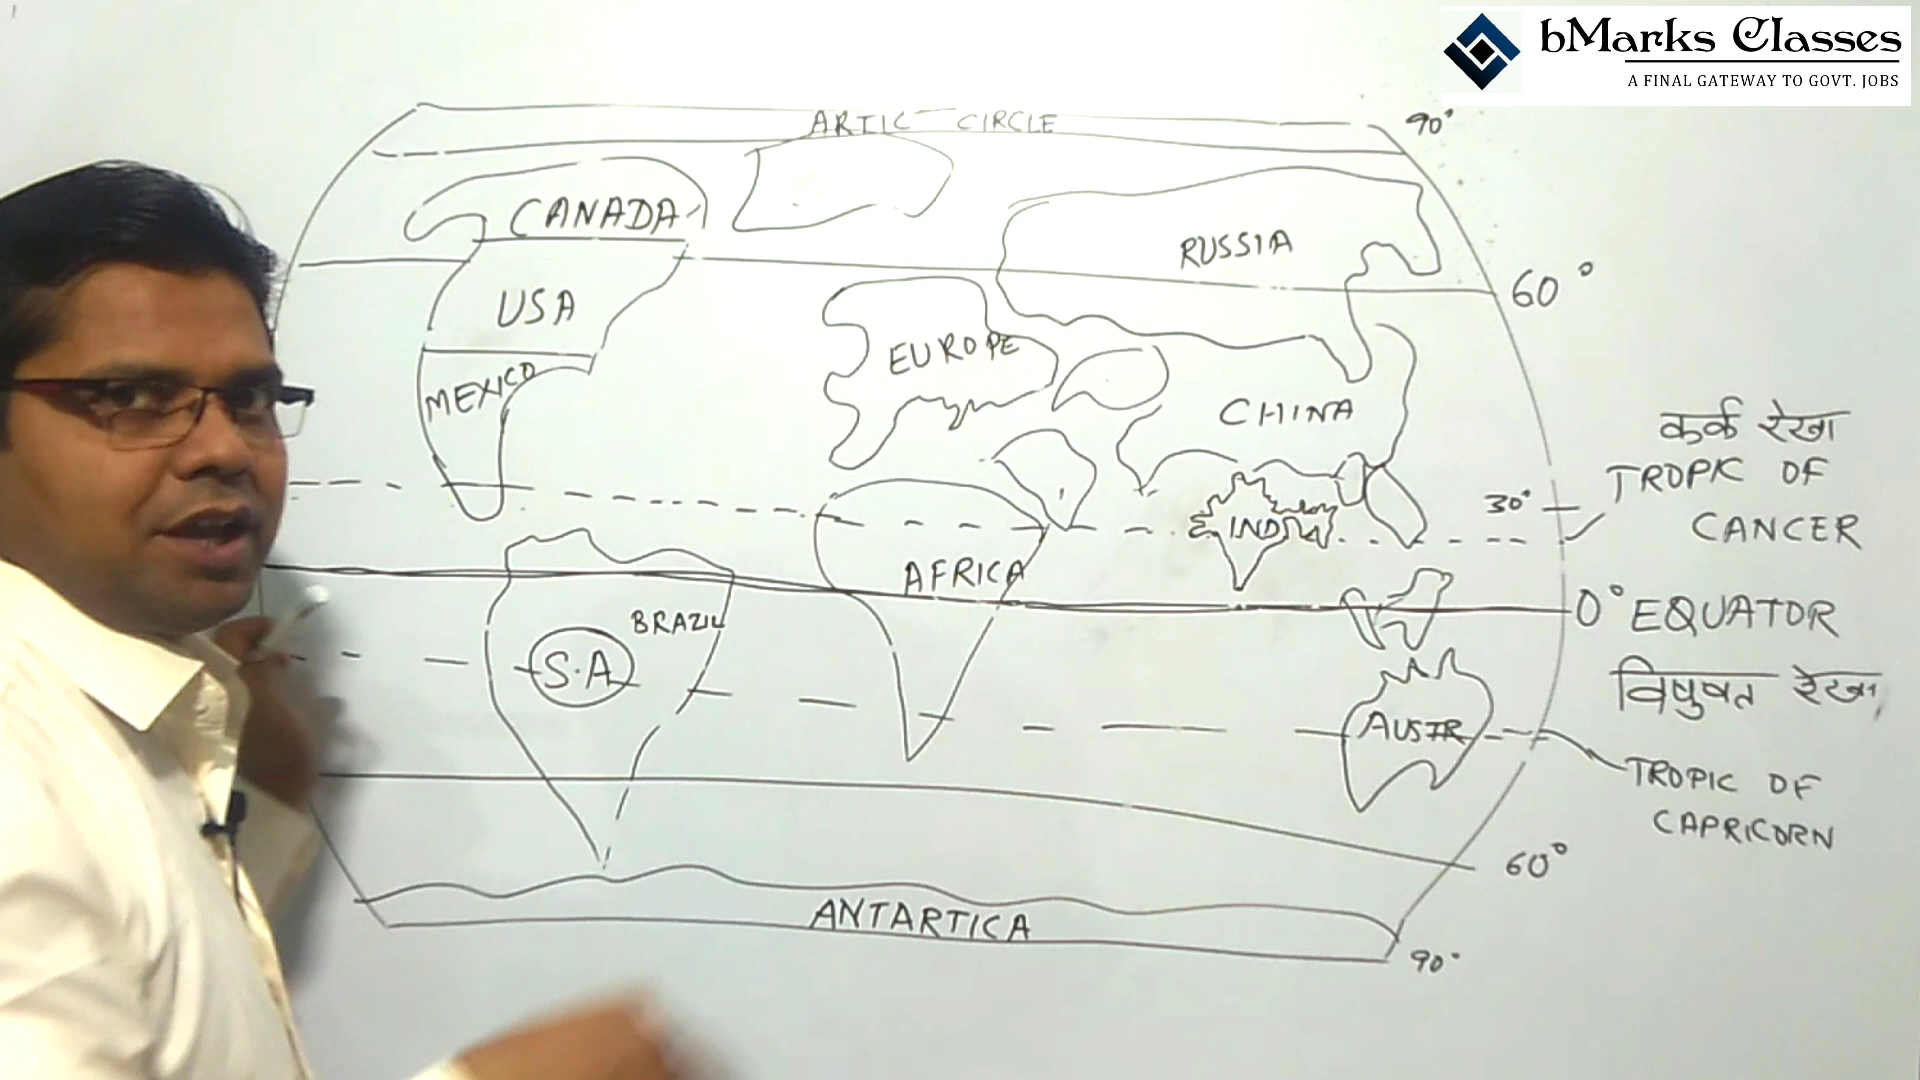 bMarks Classes
A FINAL GATEWAY TO GOVT. JOBS
ARTIC CIRCLE
90°
CANADA
RUSSIA
USA
60°
EUROPE
MEXICO
CHINA
कर्क रेखा
30°
TROPIC OF
CANCER
IND
AFRICA
BRAZIL
0° EQUATOR
S.A
विषुवत रेखा
AUSTR
TROPIC OF
CAPRICORN
60°
ANTARTICA
90°